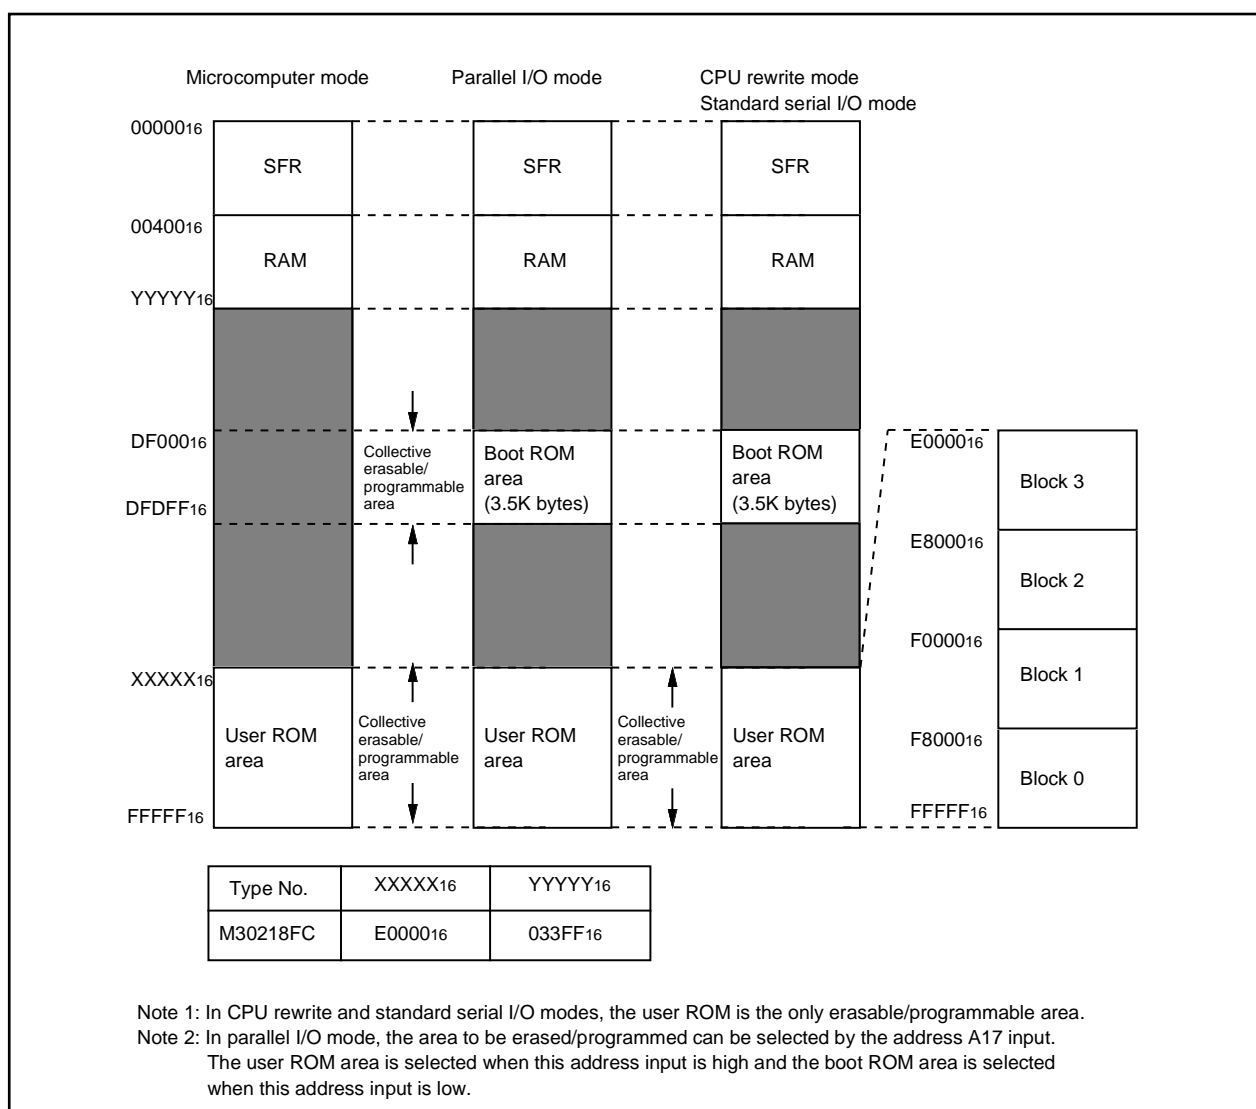 Microcomputer mode
Parallel I/O mode
CPU rewrite mode
Standard serial I/O mode
0000016
SFR
SFR
SFR
0040016
RAM
RAM
RAM
YYYYY16
DF00016
Collective
erasable/
programmable
area
Boot ROM
area
(3.5K bytes)
Boot ROM
area
(3.5K bytes)
DFDFF16
E000016
Block 3
E800016
Block 2
F000016
Block 1
F800016
Block 0
FFFFF16
XXXXX16
User ROM
area
Collective
erasable/
programmable
area
User ROM
area
Collective
erasable/
programmable
area
User ROM
area
FFFFF16
Type No.
XXXXX16
YYYYY16
M30218FC
E000016
033FF16
Note 1: In CPU rewrite and standard serial I/O modes, the user ROM is the only erasable/programmable area.
Note 2: In parallel I/O mode, the area to be erased/programmed can be selected by the address A17 input.
The user ROM area is selected when this address input is high and the boot ROM area is selected
when this address input is low.